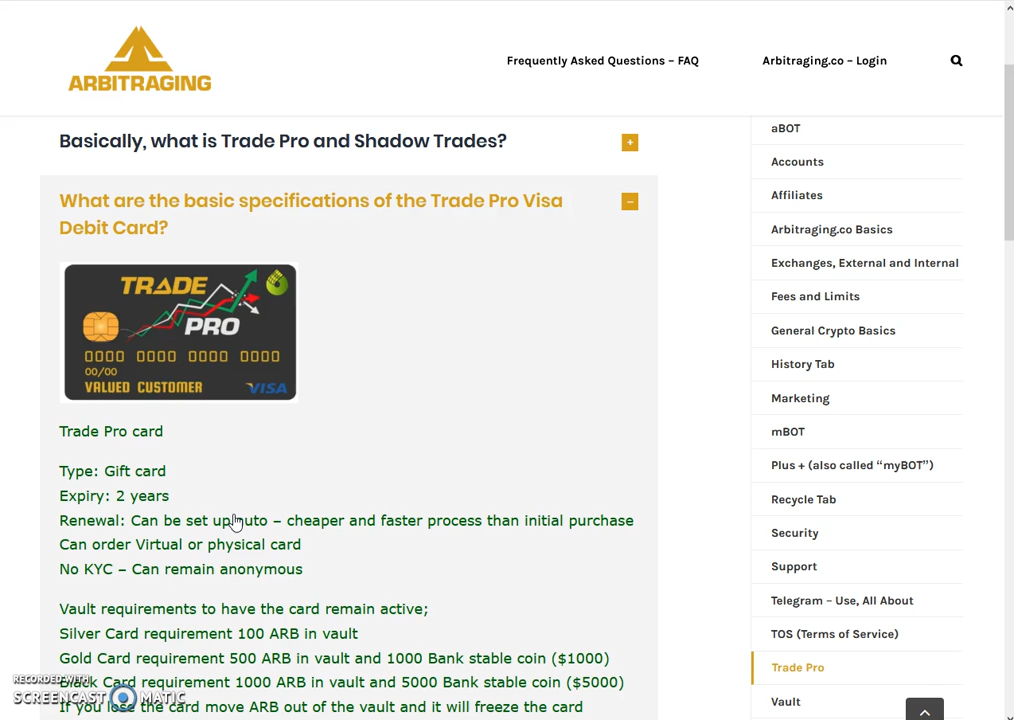 ARBITRAGING
Frequently Asked Questions – FAQ
Arbitraging.co – Login
Basically, what is Trade Pro and Shadow Trades?
+
What are the basic specifications of the Trade Pro Visa
Debit Card?
–
TRADE
PRO
0000 0000 0000 0000
00/00
VALUED CUSTOMER
VISA
Trade Pro card
Type: Gift card
Expiry: 2 years
Renewal: Can be set up auto – cheaper and faster process than initial purchase
Can order Virtual or physical card
No KYC – Can remain anonymous
Vault requirements to have the card remain active;
Silver Card requirement 100 ARB in vault
Gold Card requirement 500 ARB in vault and 1000 Bank stable coin ($1000)
Black Card requirement 1000 ARB in vault and 5000 Bank stable coin ($5000)
If you lose the card move ARB out of the vault and it will freeze the card
aBOT
Accounts
Affiliates
Arbitraging.co Basics
Exchanges, External and Internal
Fees and Limits
General Crypto Basics
History Tab
Marketing
mBOT
Plus + (also called “myBOT”)
Recycle Tab
Security
Support
Telegram – Use, All About
TOS (Terms of Service)
Trade Pro
Vault
RECORDED WITH
SCREENCAST MATIC